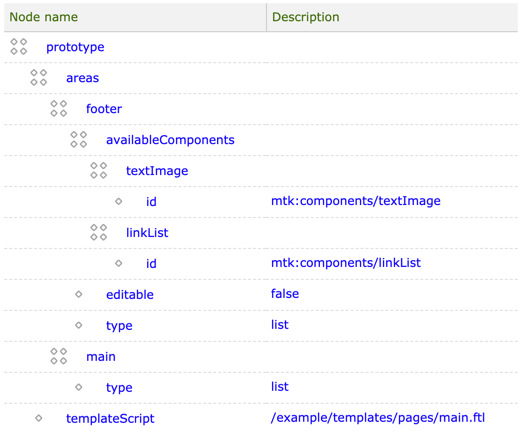 Node name Description
prototype
areas
footer
availableComponents
textImage
id mtk:components/textImage
linkList
id mtk:components/linkList
editable false
type list
main
type list
templateScript /example/templates/pages/main.ftl